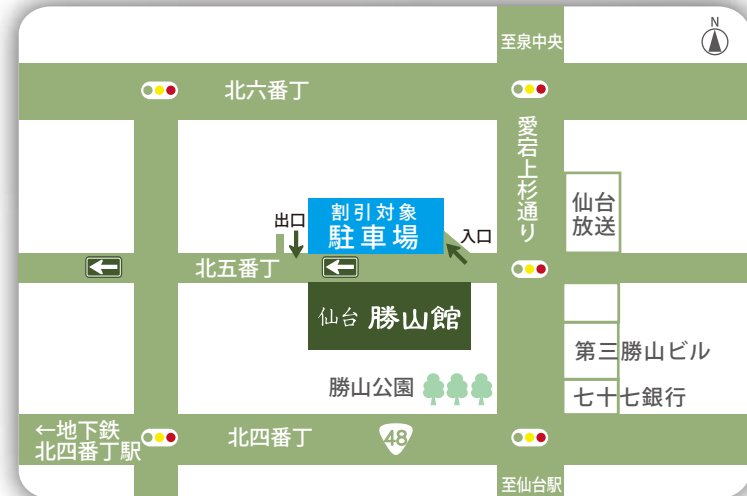 N
至泉中央
北六番丁
愛宕上杉通り
仙台
放送
割引対象
駐車場
出口
入口
北五番丁
仙台 勝山館
第三勝山ビル
勝山公園
七十七銀行
←地下鉄
北四番丁駅
北四番丁
48
至仙台駅